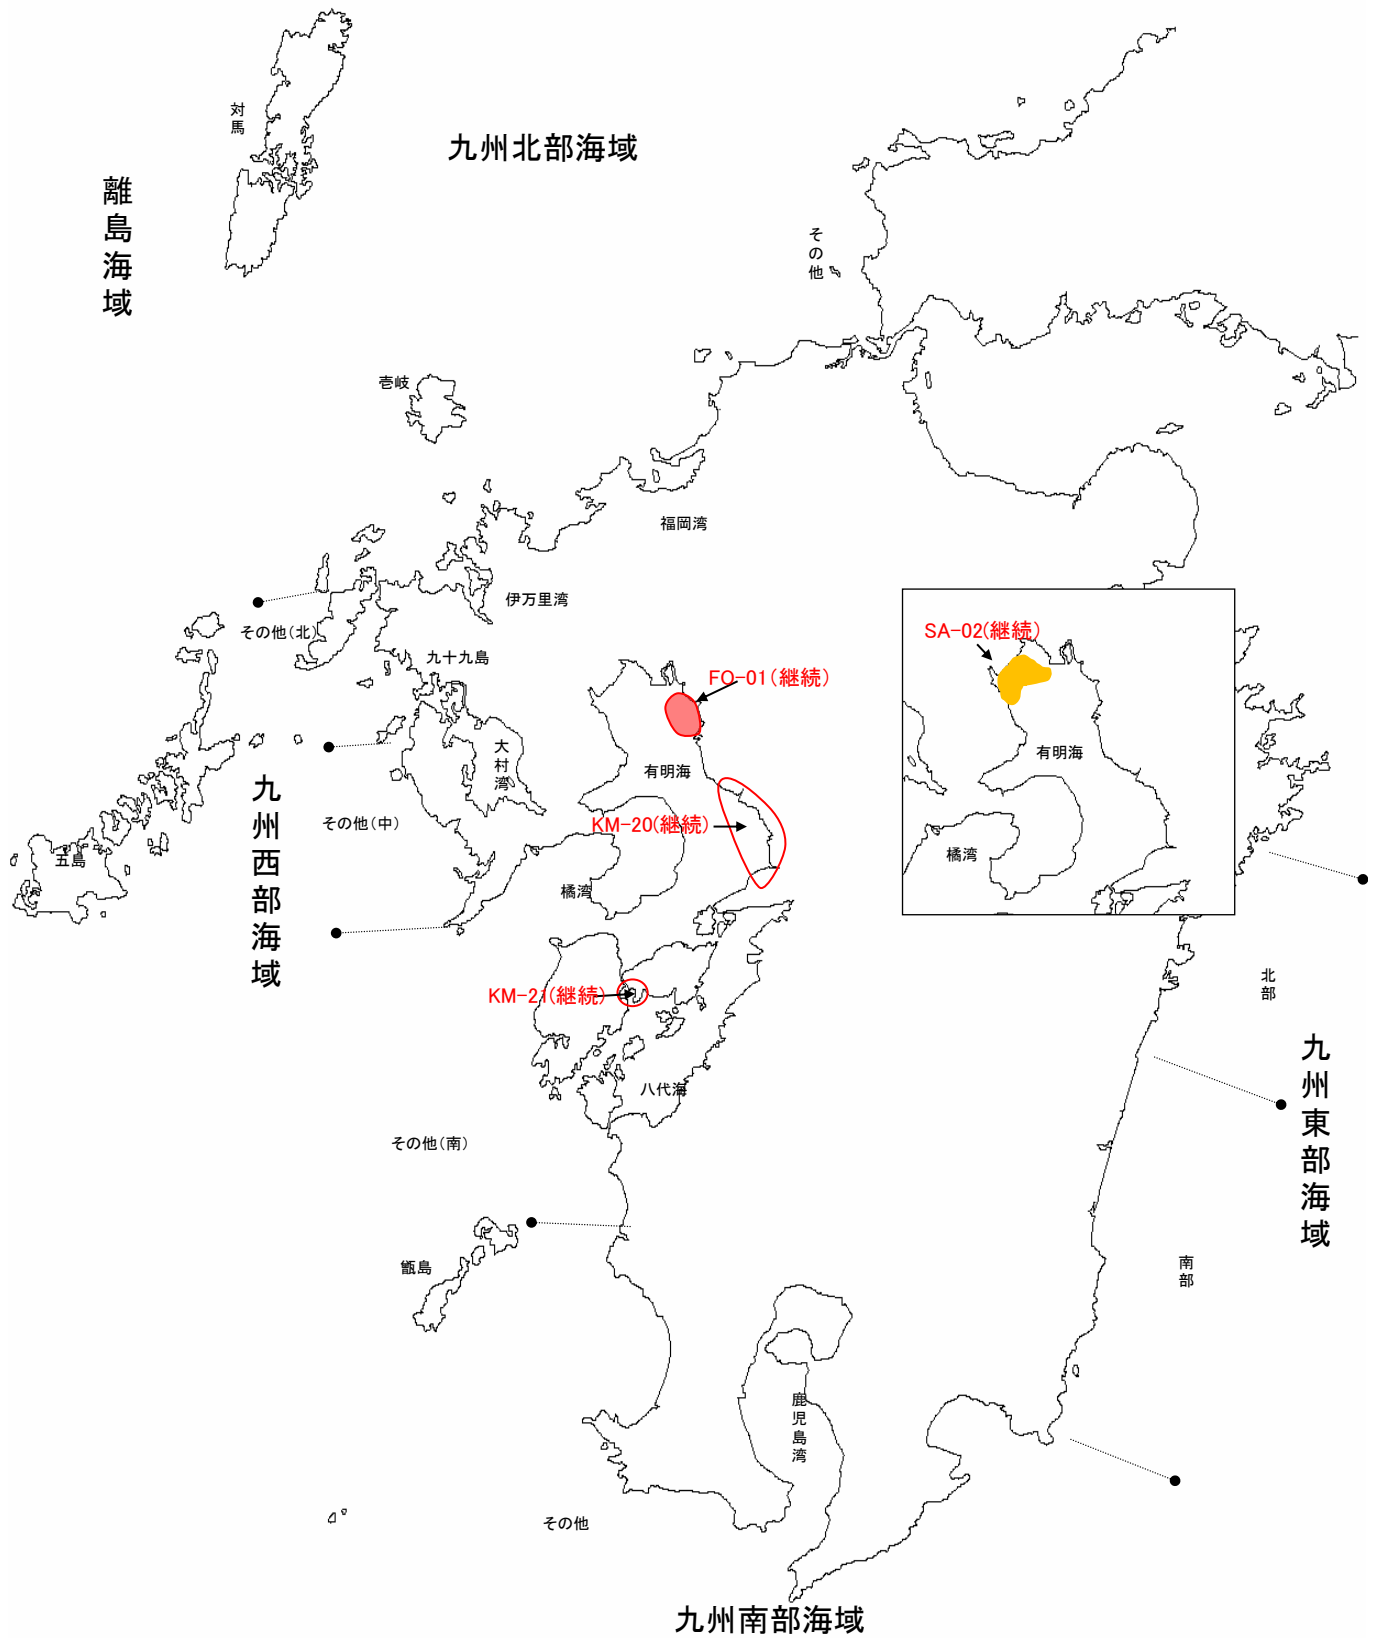 対馬
九州北部海域
離島海域
その他
壱岐
福岡湾
伊万里湾
その他(北)
九十九島
SA-02(継続)
FO-01(継続)
大村湾
有明海
有明海
九州西部海域
その他(中)
KM-20(継続)
橘湾
五島
橘湾
北部
KM-21(継続)
九州東部海域
八代海
その他(南)
甑島
南部
鹿児島湾
その他
九州南部海域